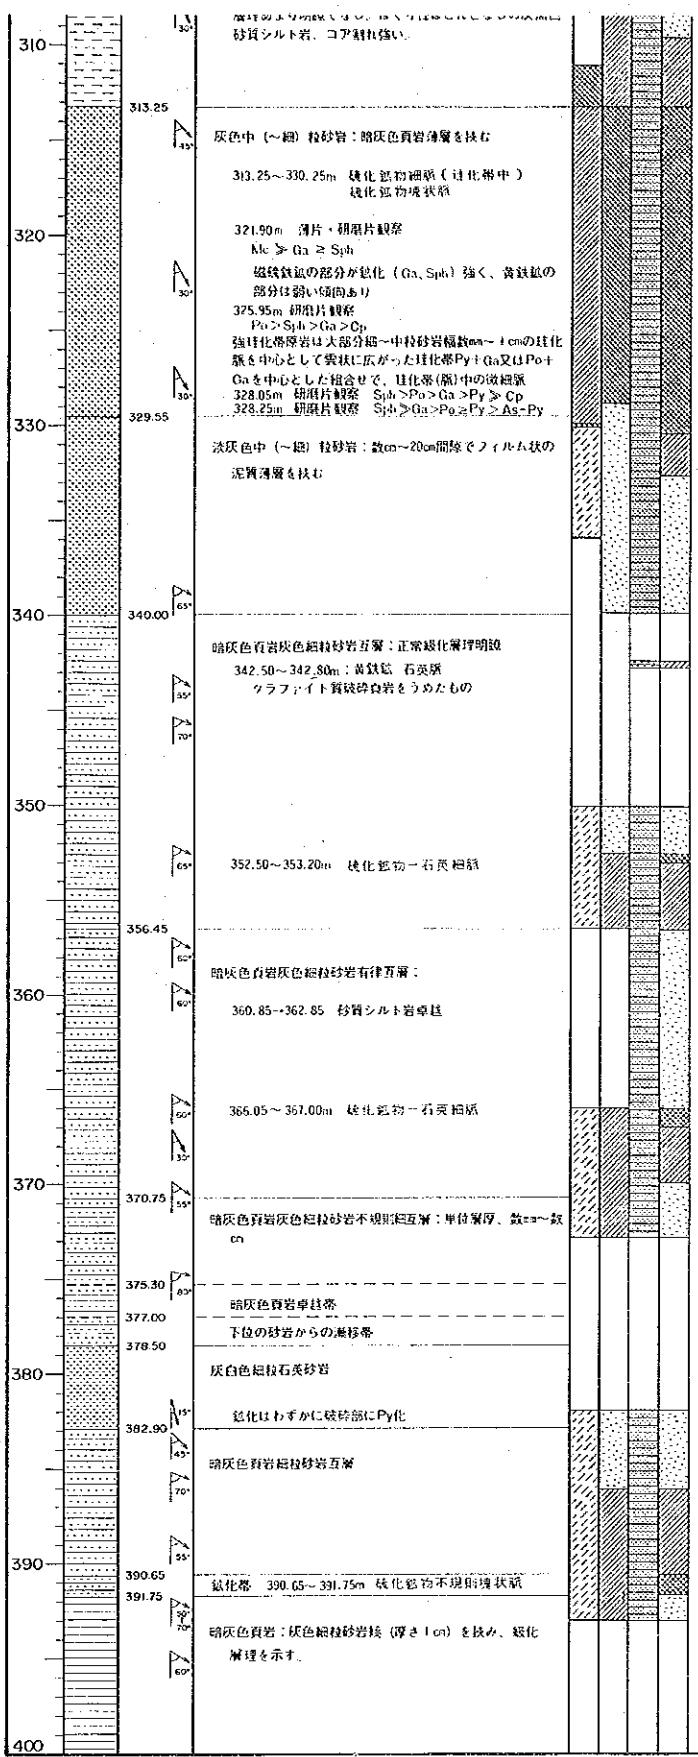 310
30°
砂質シルト岩、コア割れ強い。
313.25
45°
灰色中(～細)粒砂岩：暗灰色頁岩薄層を挟む
313.25～330.25m 硫化鉱物細脈(珪化帯中)
硫化鉱物塊状脈
320
321.90m 薄片・研磨片観察
Mc ≫ Ga ≥ Sph
30°
磁硫鉄鉱の部分が鉱化(Ga, Sph)強く、黄鉄鉱の
部分は弱い傾向あり
325.95m 研磨片観察
Po > Sph > Ga > Cp
強珪化帯原岩は大部分細～中粒砂岩幅数mm～1cmの珪化
脈を中心として雲状に広がった珪化帯Py+Ga又はPo+
Gaを中心とした組合せで、珪化帯(脈)中の微細脈
30°
328.05m 研磨片観察 Sph>Po>Ga>Py≫Cp
328.25m 研磨片観察 Sph≫Ga>Po≥Py>As-Py
329.55
330
淡灰色中(～細)粒砂岩：数cm～20cm間隙でフィルム状の
泥質薄層を挟む
65°
340
340.00
暗灰色頁岩灰色細粒砂岩互層：正常級化層理明瞭
342.50～342.80m：黄鉄鉱 石英脈
グラファイト質破砕頁岩をうめたもの
55°
70°
350
65°
352.50～353.20m 硫化鉱物－石英細脈
356.45
60°
暗灰色頁岩灰色細粒砂岩有律互層：
360
60°
360.85～362.85 砂質シルト岩卓越
60°
366.05～367.00m 硫化鉱物－石英細脈
30°
370
370.75
55°
暗灰色頁岩灰色細粒砂岩不規則細互層：単位層厚、数mm～数
cm
375.30
80°
暗灰色頁岩卓越帯
377.00
下位の砂岩からの漸移帯
378.50
380
灰白色細粒石英砂岩
15°
鉱化はわずかに破砕部にPy化
382.90
45°
暗灰色頁岩細粒砂岩互層
70°
55°
390
390.65
鉱化帯 390.65～391.75m 硫化鉱物不規則塊状脈
391.75
70°
暗灰色頁岩：灰色細粒砂岩（厚さ1cm）を挟み、級化
層理を示す。
60°
400